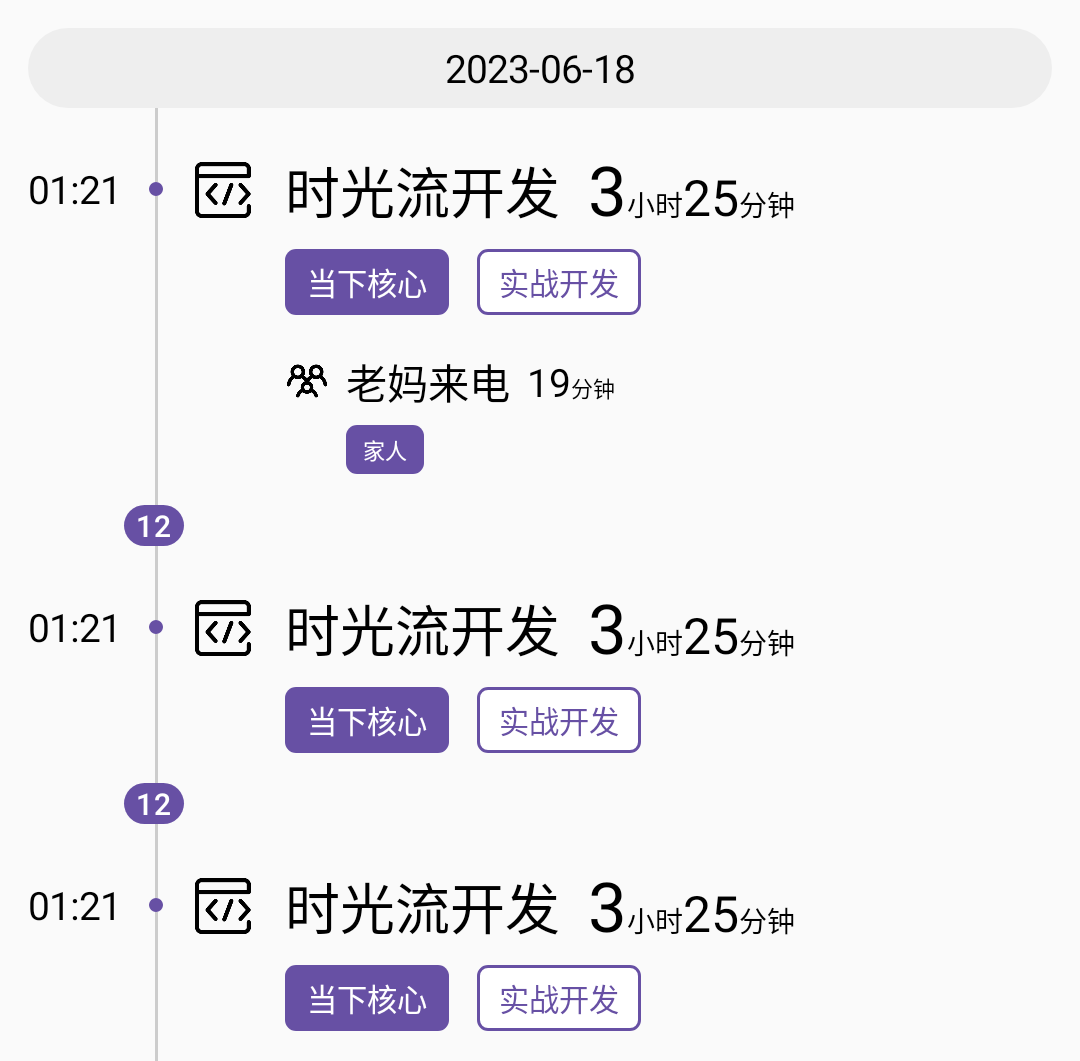 2023-06-18
01:21 时光流开发 3小时25分钟
当下核心 实战开发
老妈来电 19分钟
家人
12
01:21 时光流开发 3小时25分钟
当下核心 实战开发
12
01:21 时光流开发 3小时25分钟
当下核心 实战开发